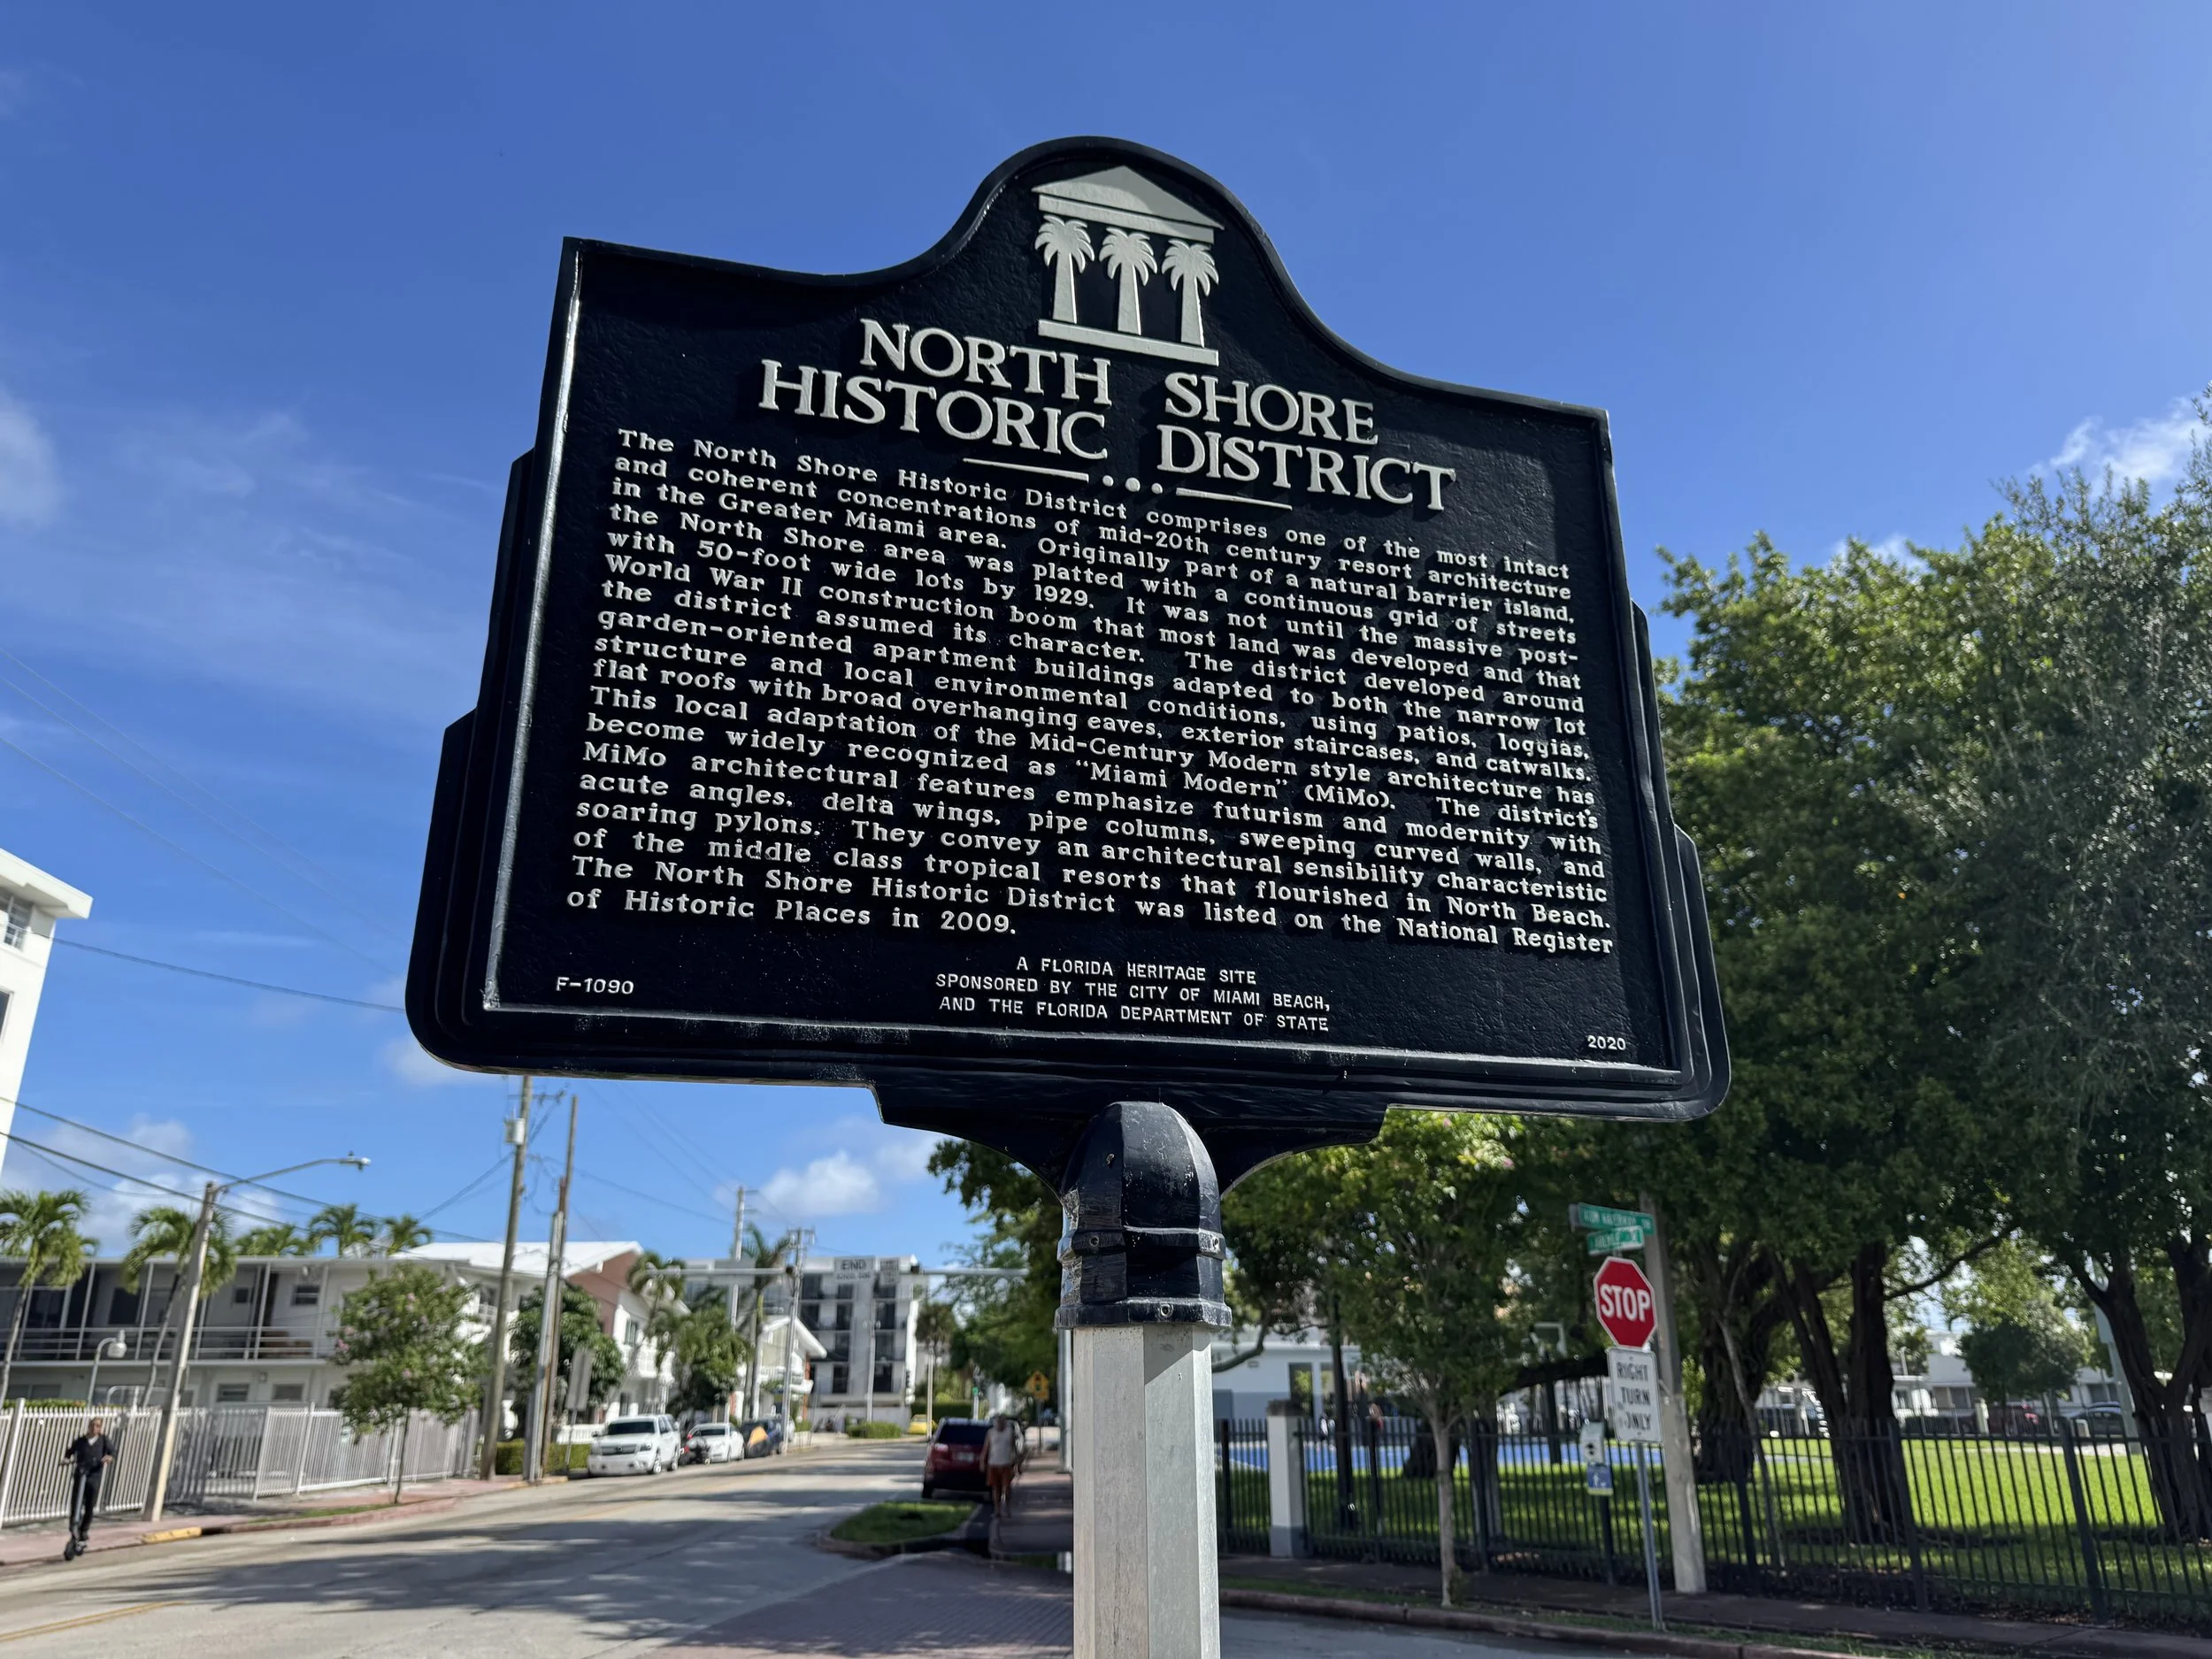 NORTH SHORE
HISTORIC DISTRICT
The North Shore Historic District comprises one of the most intact
and coherent concentrations of mid-20th century resort architecture
in the Greater Miami area. Originally part of a natural barrier island,
the North Shore area was platted with a continuous grid of streets
with 50-foot wide lots by 1929. It was not until the massive post-
World War II construction boom that most land was developed and that
the district assumed its character. The district developed around
garden-oriented apartment buildings adapted to both the narrow lot
structure and local environmental conditions, using patios, loggias,
flat roofs with broad overhanging eaves, exterior staircases, and catwalks.
This local adaptation of the Mid-Century Modern style architecture has
become widely recognized as "Miami Modern" (MiMo). The district's
MiMo architectural features emphasize futurism and modernity with
acute angles, delta wings, pipe columns, sweeping curved walls, and
soaring pylons. They convey an architectural sensibility characteristic
of the middle class tropical resorts that flourished in North Beach.
The North Shore Historic District was listed on the National Register
of Historic Places in 2009.
A FLORIDA HERITAGE SITE
SPONSORED BY THE CITY OF MIAMI BEACH,
AND THE FLORIDA DEPARTMENT OF STATE
F-1090
2020
END
STOP
RIGHT
TURN
ONLY